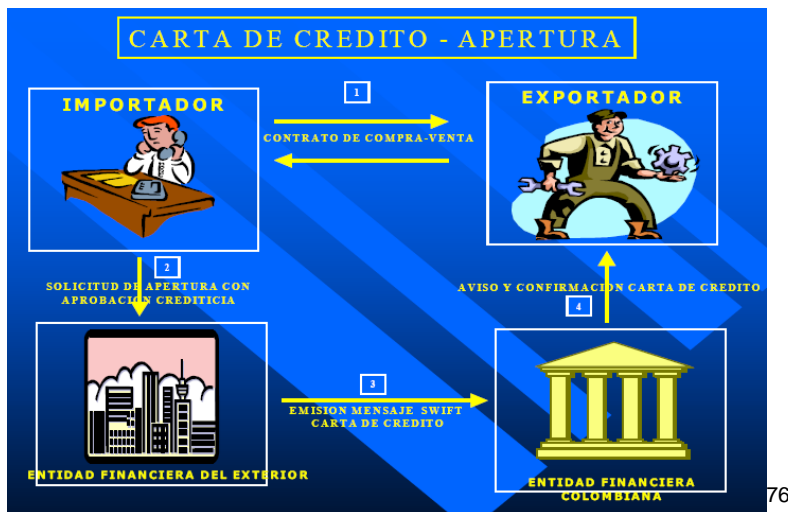 CARTA DE CREDITO - APERTURA
1
IMPORTADOR
EXPORTADOR
CONTRATO DE COMPRA-VENTA
2
SOLICITUD DE APERTURA CON
APROBACION CREDITICIA
AVISO Y CONFIRMACION CARTA DE CREDITO
4
3
EMISION MENSAJE SWIFT
CARTA DE CREDITO
ENTIDAD FINANCIERA DEL EXTERIOR
ENTIDAD FINANCIERA
COLOMBIANA
76